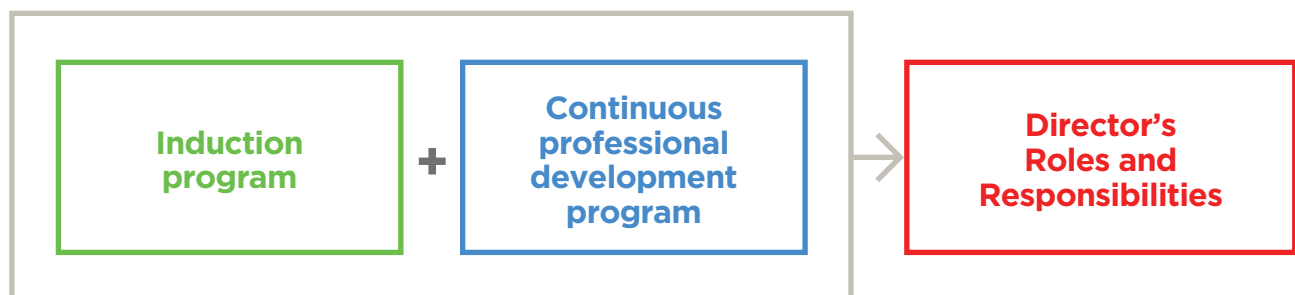 Induction
program
+
Continuous
professional
development
program
Director’s
Roles and
Responsibilities